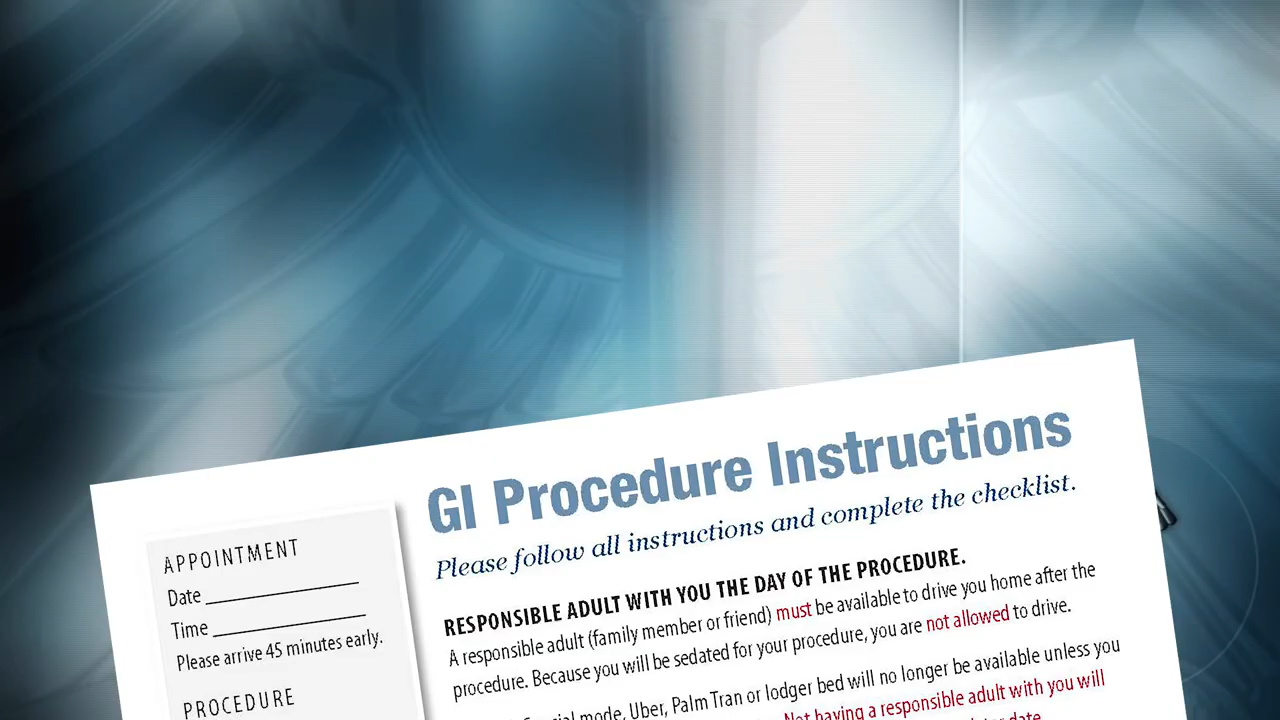 GI Procedure Instructions
Please follow all instructions and complete the checklist.
APPOINTMENT
Date
Time
Please arrive 45 minutes early.
PROCEDURE
RESPONSIBLE ADULT WITH YOU THE DAY OF THE PROCEDURE.
A responsible adult (family member or friend) must be available to drive you home after the
procedure. Because you will be sedated for your procedure, you are not allowed to drive.
mode, Uber, Palm Tran or lodger bed will no longer be available unless you
Not having a responsible adult with you will
date.